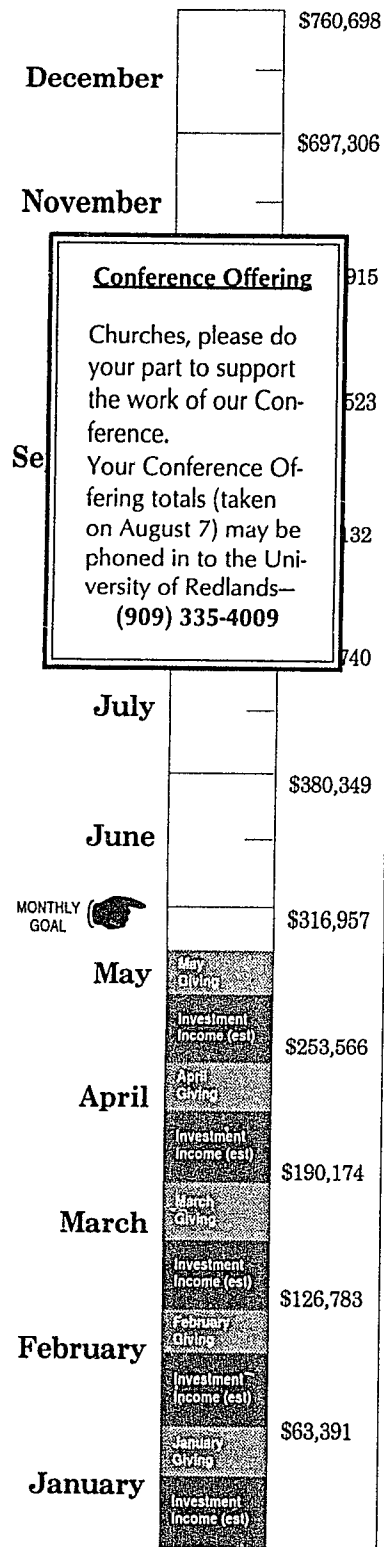 $760,698
December
$697,306
November
Conference Offering
915
Churches, please do
your part to support
the work of our Con-
523
ference.
Se
Your Conference Of-
fering totals (taken
on August 7) may be
132
phoned in to the Uni-
versity of Redlands—
(909) 335-4009
740
July
$380,349
June
MONTHLY
GOAL
$316,957
May
May
Giving
Investment
Income (est)
$253,566
April
Giving
April
Investment
Income (est)
$190,174
March
Giving
March
Investment
Income (est)
$126,783
February
Giving
February
Investment
Income (est)
$63,391
January
Giving
January
Investment
Income (est)